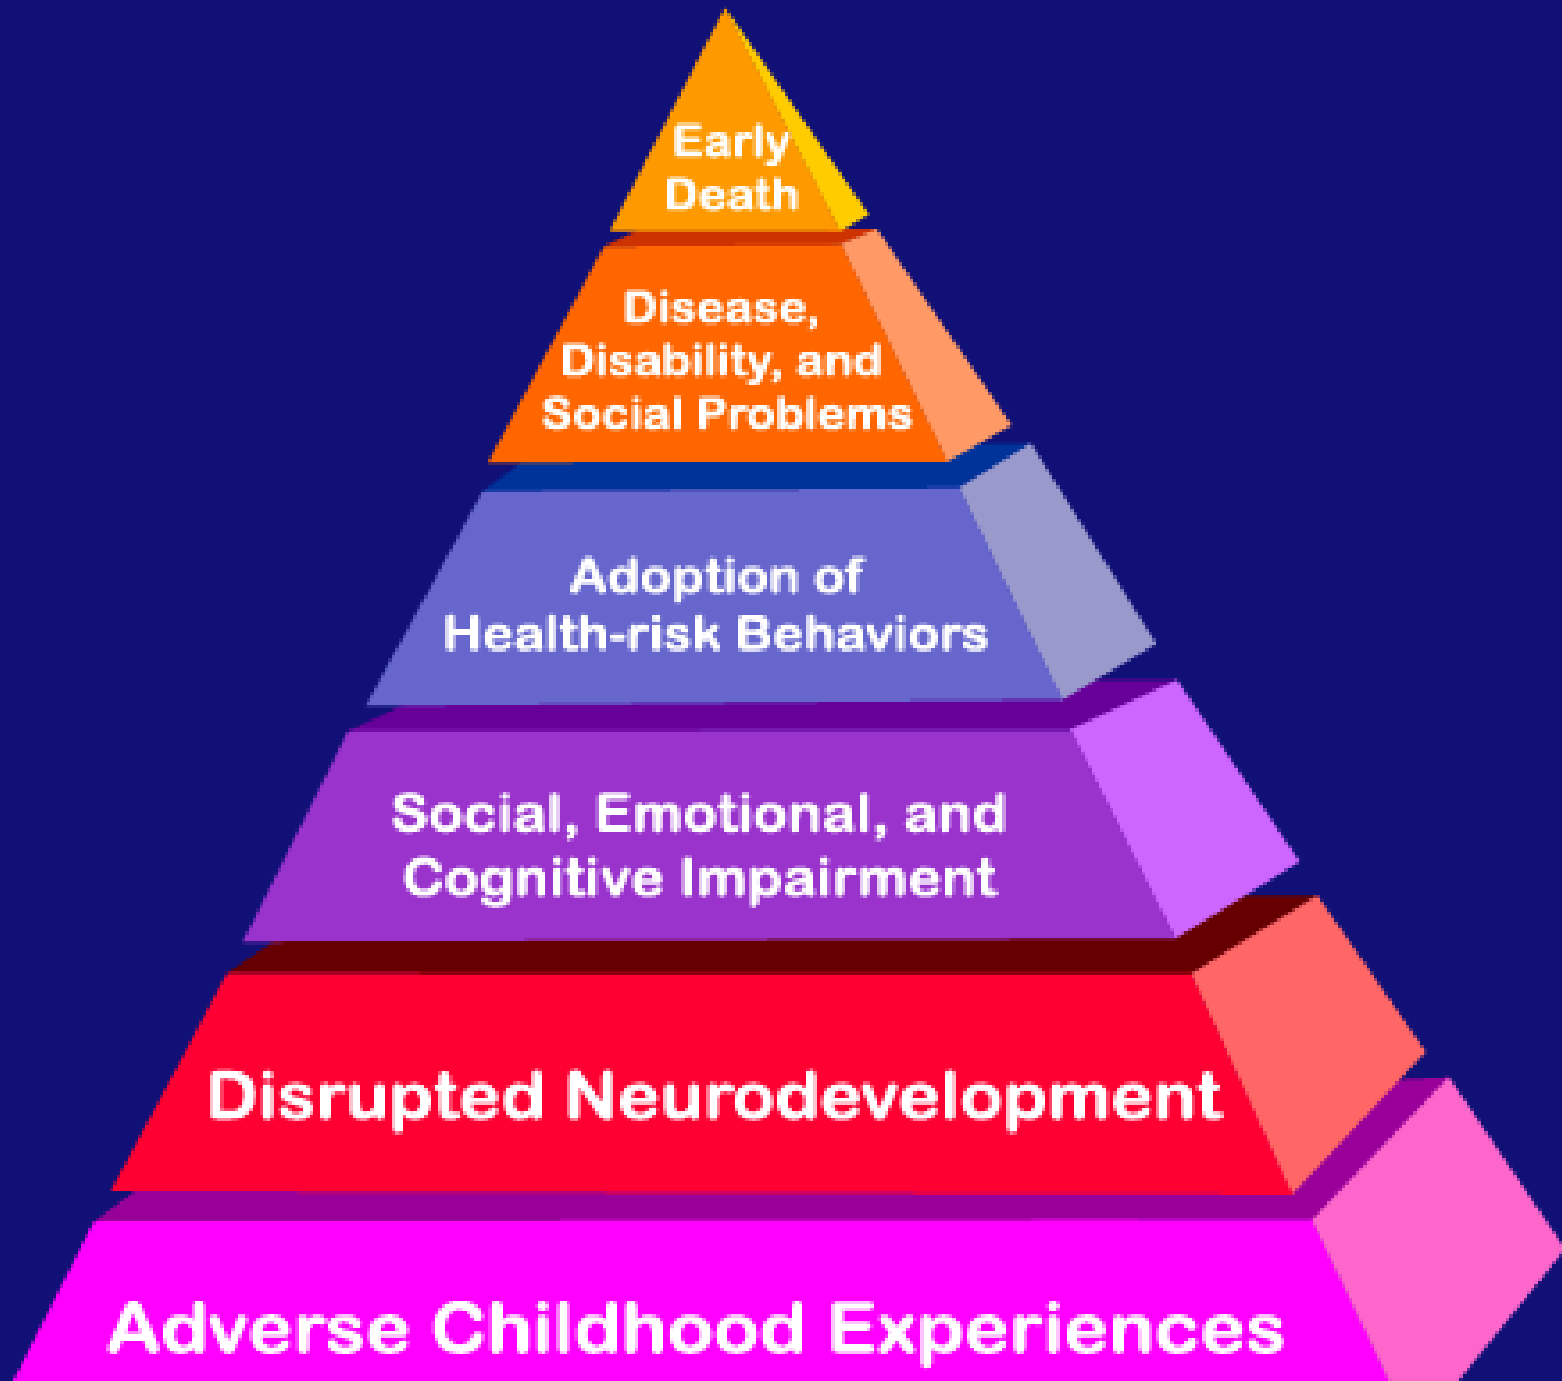 Early
Death
Disease,
Disability, and
Social Problems
Adoption of
Health-risk Behaviors
Social, Emotional, and
Cognitive Impairment
Disrupted Neurodevelopment
Adverse Childhood Experiences